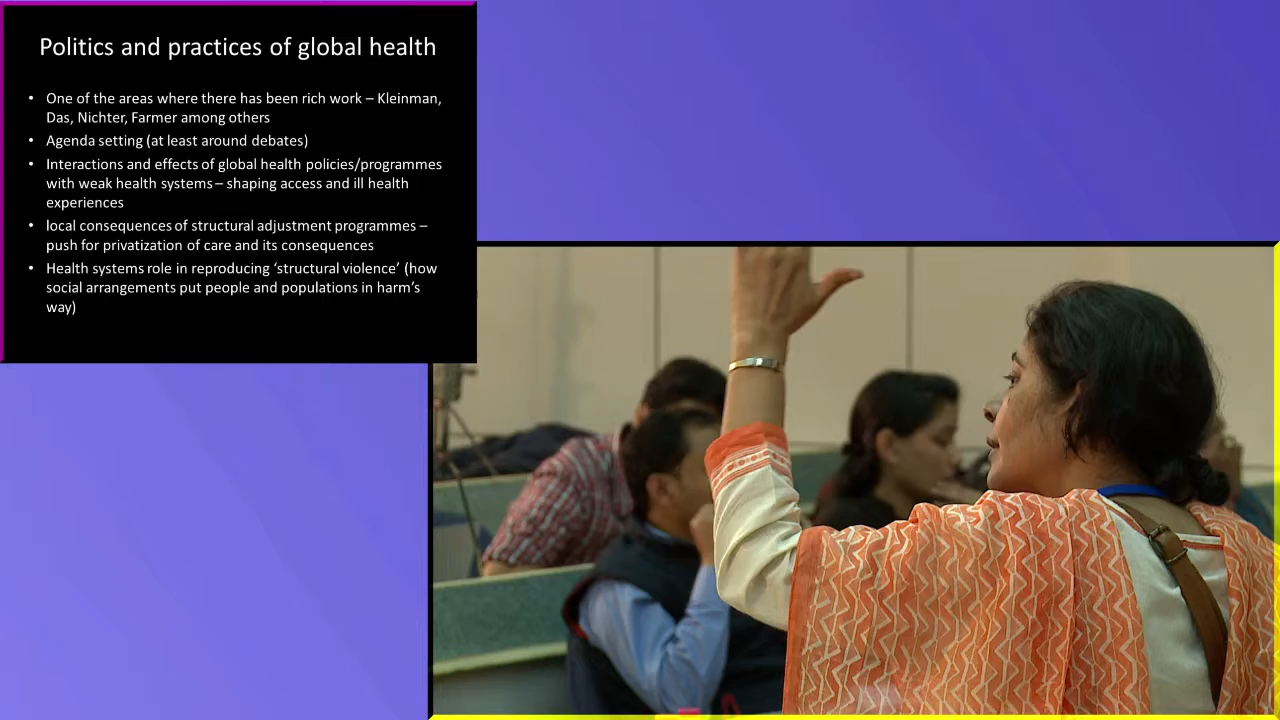 Politics and practices of global health
• One of the areas where there has been rich work – Kleinman,
Das, Nichter, Farmer among others
• Agenda setting (at least around debates)
• Interactions and effects of global health policies/programmes
with weak health systems – shaping access and ill health
experiences
• local consequences of structural adjustment programmes –
push for privatization of care and its consequences
• Health systems role in reproducing ‘structural violence’ (how
social arrangements put people and populations in harm’s
way)